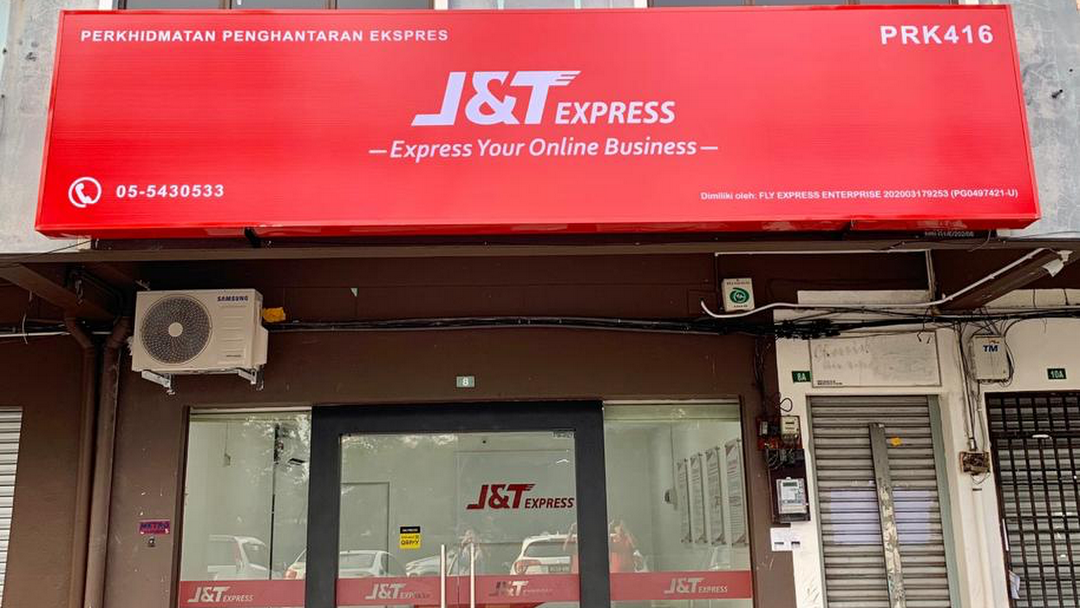 PERKHIDMATAN PENGHANTARAN EKSPRES
PRK416
J&T EXPRESS
Express Your Online Business
05-5430533
Dimiliki oleh: FLY EXPRESS ENTERPRISE 202003179253 (PG0497421-U)
SAMSUNG
TM
8
8A
10A
J&T EXPRESS
METRO
J&T EXPRESS
J&T EXPRESS
J&T EXPRESS
J&T EXPRESS